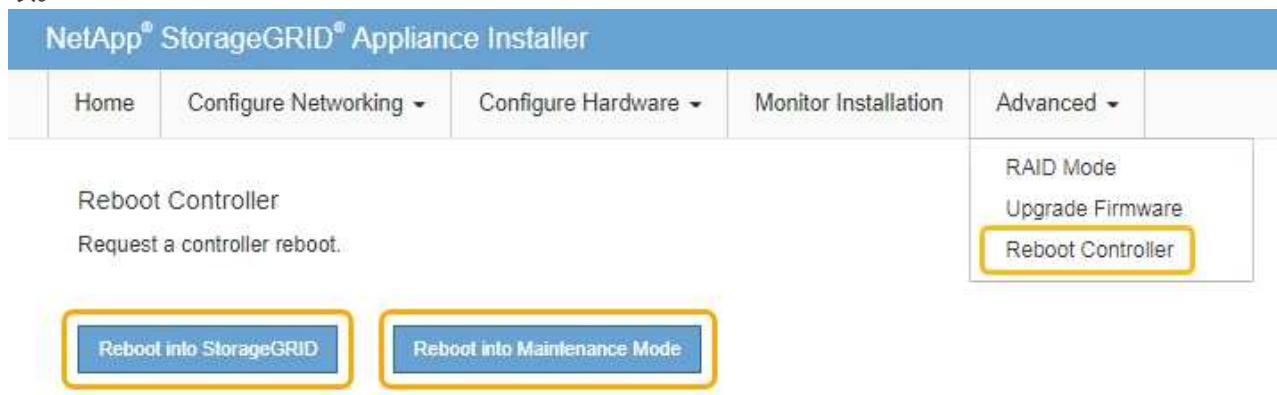 NetApp® StorageGRID® Appliance Installer
Home Configure Networking Configure Hardware Monitor Installation Advanced
RAID Mode
Upgrade Firmware
Reboot Controller
Reboot Controller
Request a controller reboot.
Reboot into StorageGRID Reboot into Maintenance Mode